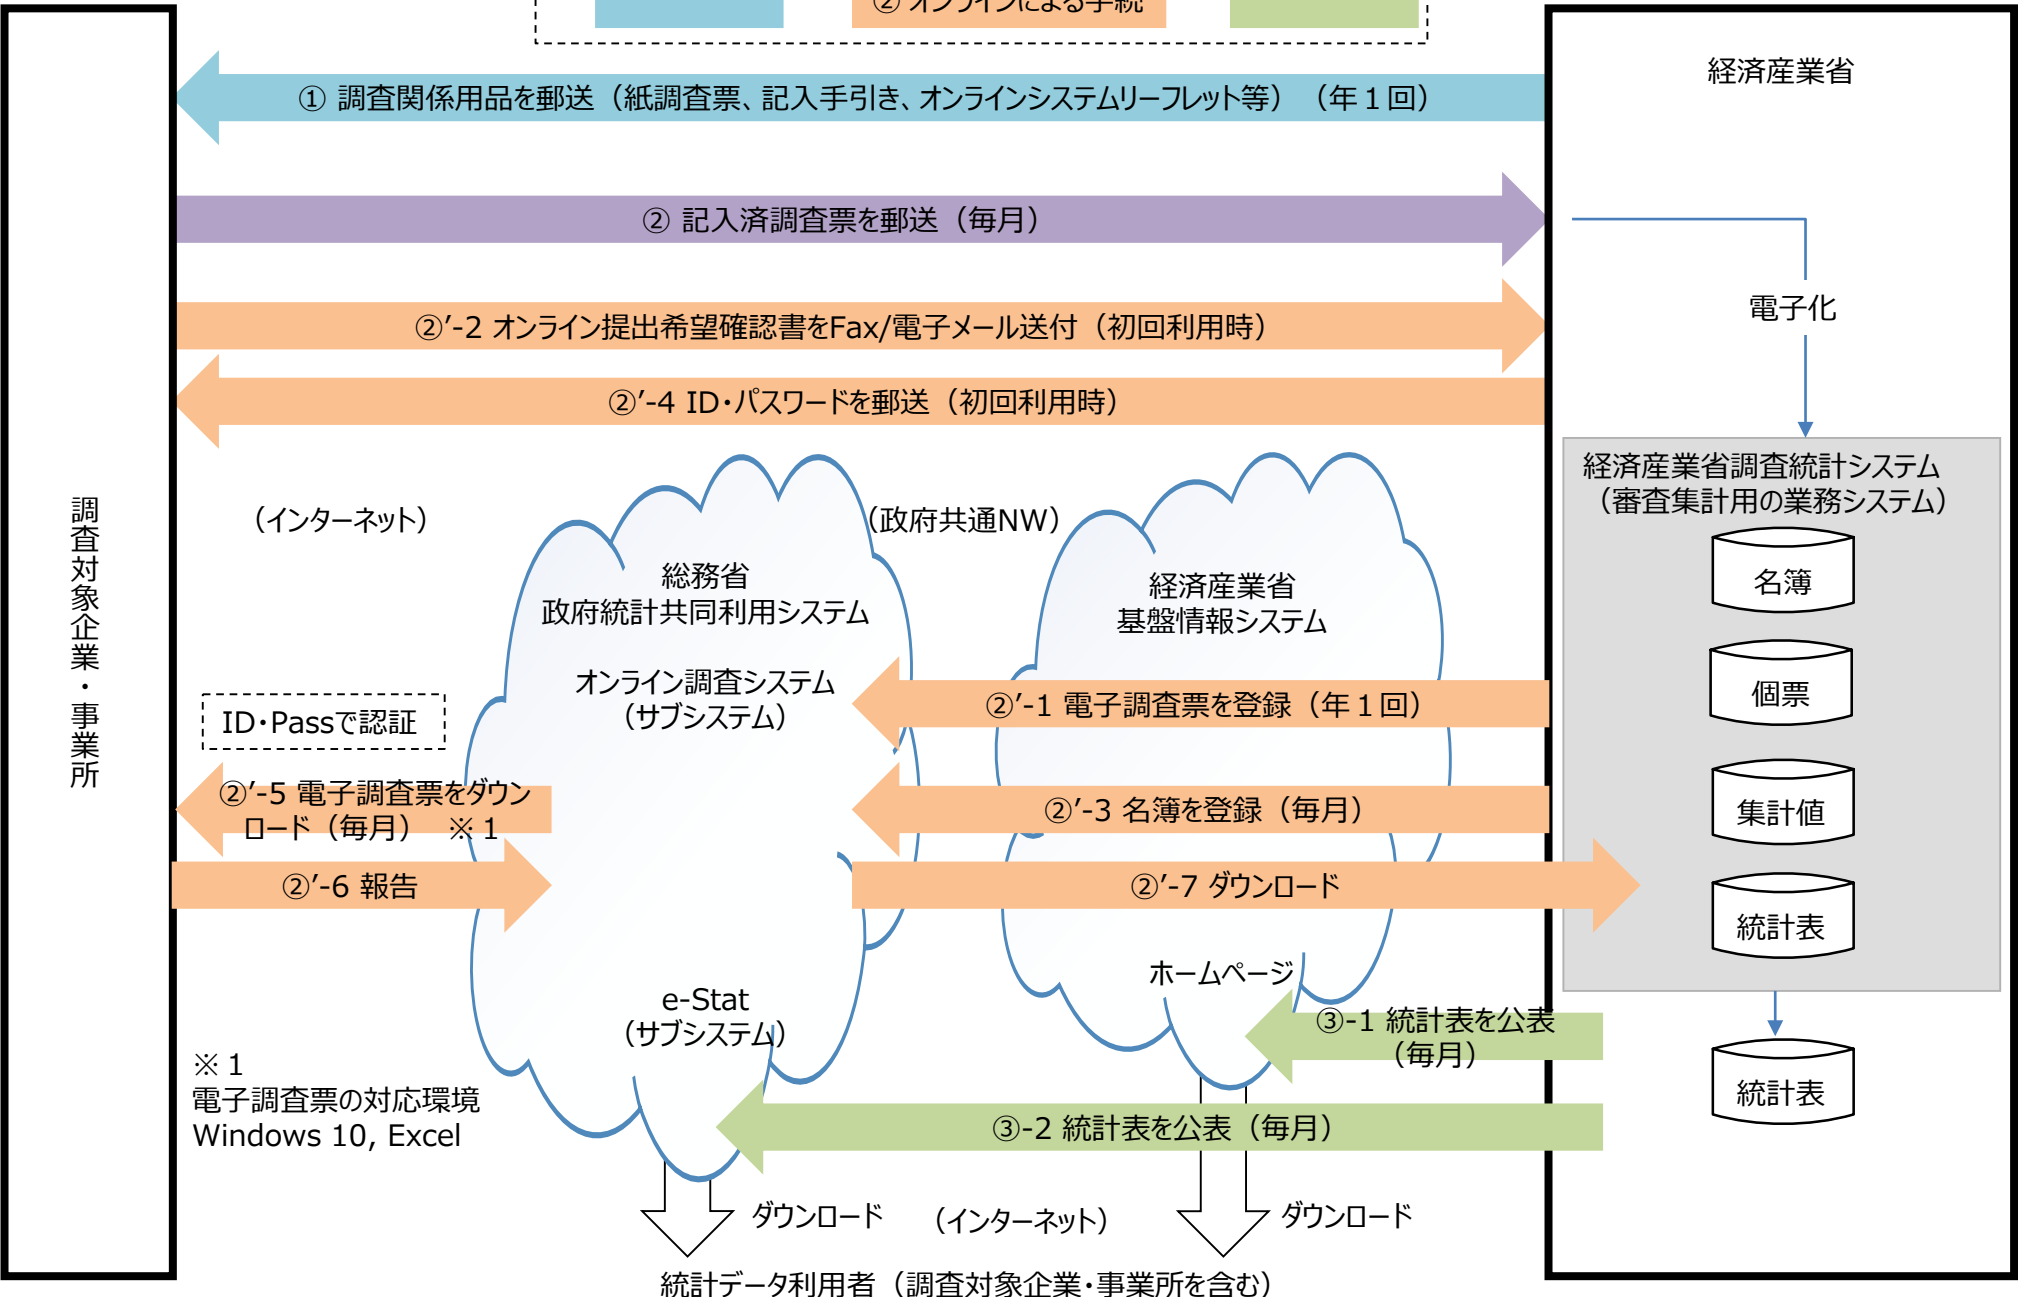 ② オンラインによる手続
経済産業省
① 調査関係用品を郵送（紙調査票、記入手引き、オンラインシステムリーフレット等）（年１回）
② 記入済調査票を郵送（毎月）
電子化
②’-2 オンライン提出希望確認書をFax/電子メール送付（初回利用時）
②’-4 ID・パスワードを郵送（初回利用時）
調査対象企業・事業所
（インターネット）
（政府共通NW）
経済産業省調査統計システム
（審査集計用の業務システム）
名簿
個票
集計値
統計表
総務省
政府統計共同利用システム
経済産業省
基盤情報システム
オンライン調査システム
（サブシステム）
②’-1 電子調査票を登録（年１回）
ID・Passで認証
②’-5 電子調査票をダウン
ロード（毎月）　※１
②’-3 名簿を登録（毎月）
②’-6 報告
②’-7 ダウンロード
ホームページ
e-Stat
（サブシステム）
③-1 統計表を公表
（毎月）
統計表
※１
電子調査票の対応環境
Windows 10, Excel
③-2 統計表を公表（毎月）
ダウンロード
（インターネット）
ダウンロード
統計データ利用者（調査対象企業・事業所を含む）